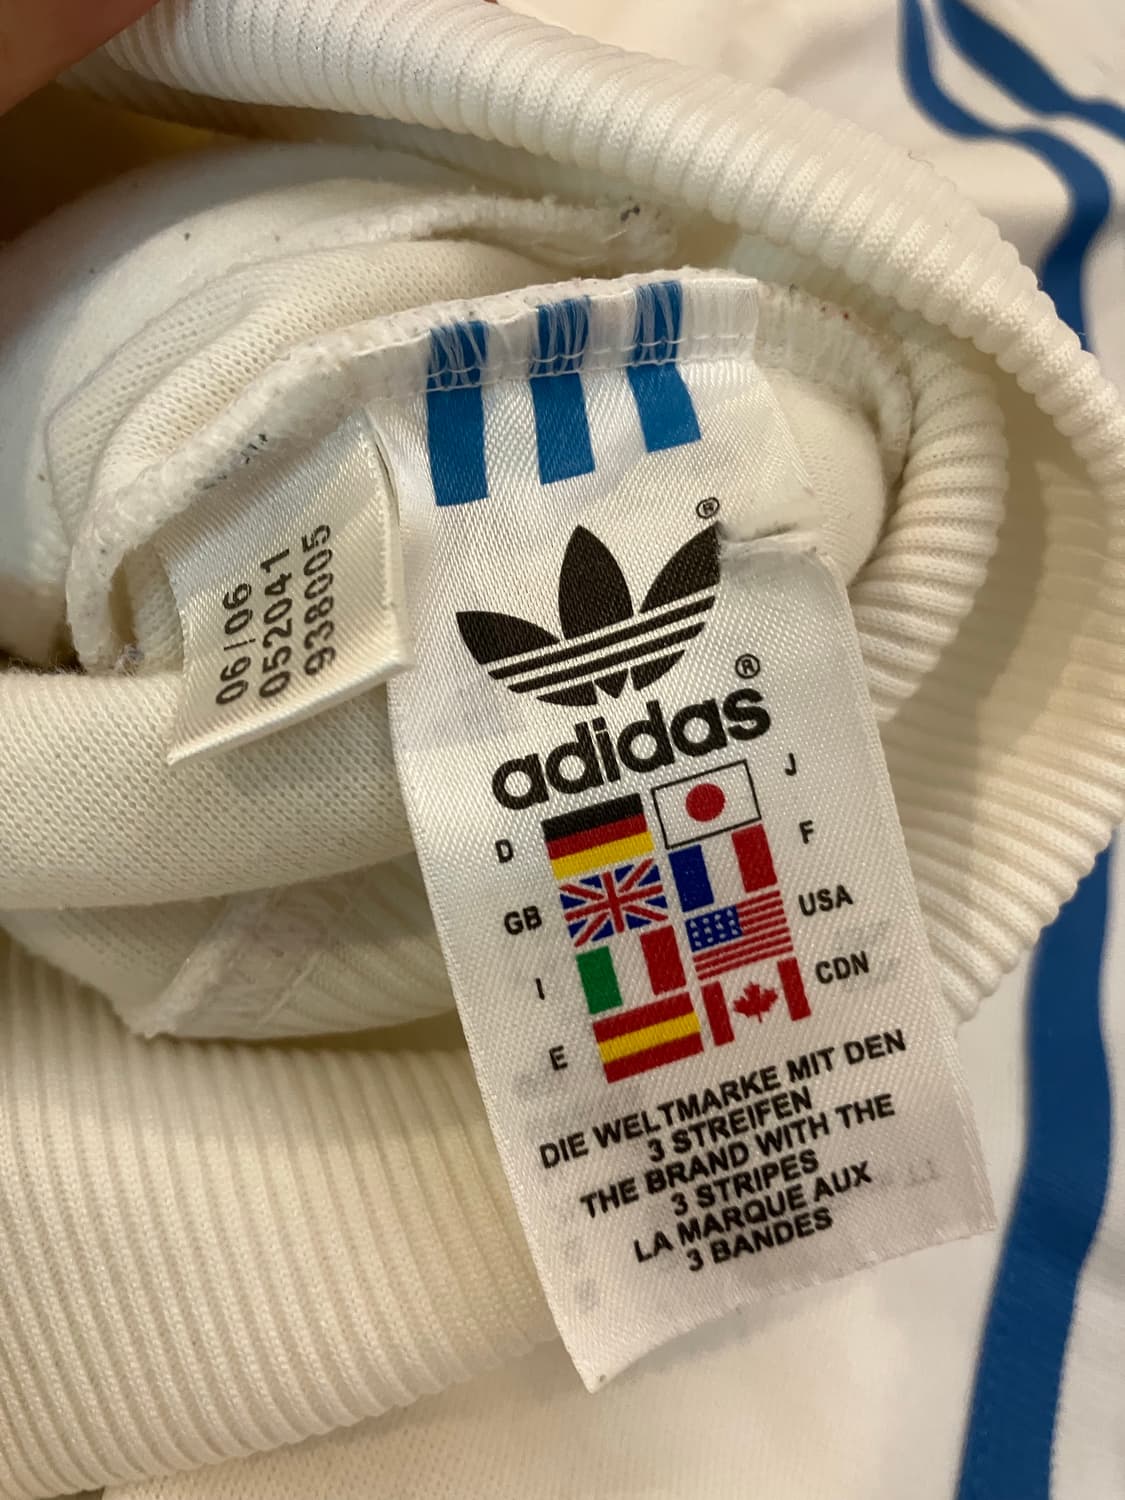 06/06
052041
938005
®
adidas®
D
J
F
GB
USA
I
CDN
E
DIE WELTMARKE MIT DEN
3 STREIFEN
THE BRAND WITH THE
3 STRIPES
LA MARQUE AUX
3 BANDES